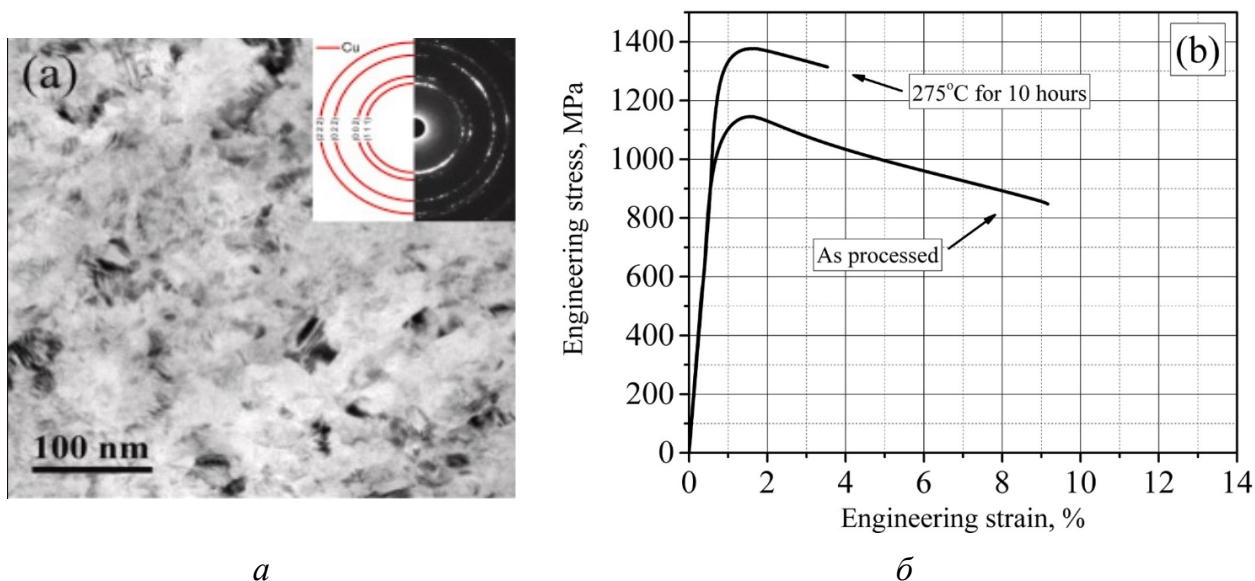 (a)
Cu
(222)
(022)
(002)
(111)
100 nm
(b)
Engineering stress, MPa
1400
1200
1000
800
600
400
200
0
275°C for 10 hours
As processed
0 2 4 6 8 10 12 14
Engineering strain, %
а б